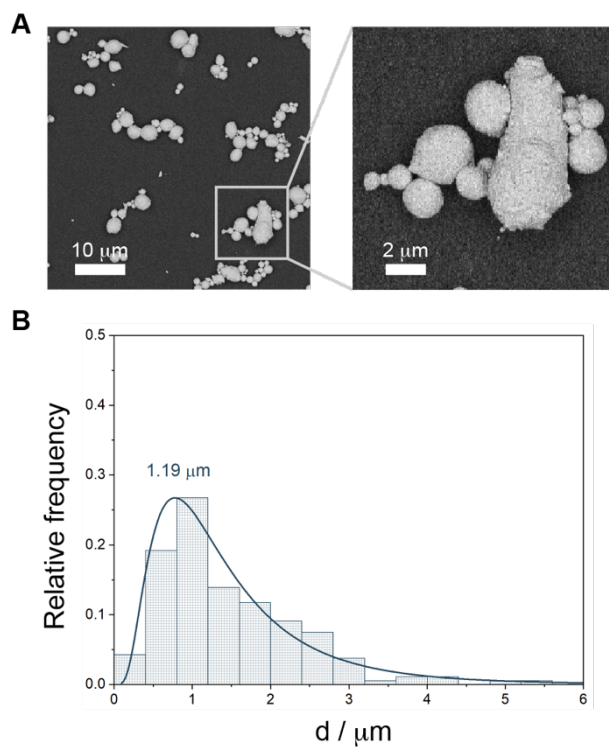 A
10 μm
2 μm
B
1.19 μm
Relative frequency
0.5
0.4
0.3
0.2
0.1
0.0
0 1 2 3 4 5 6
d / μm